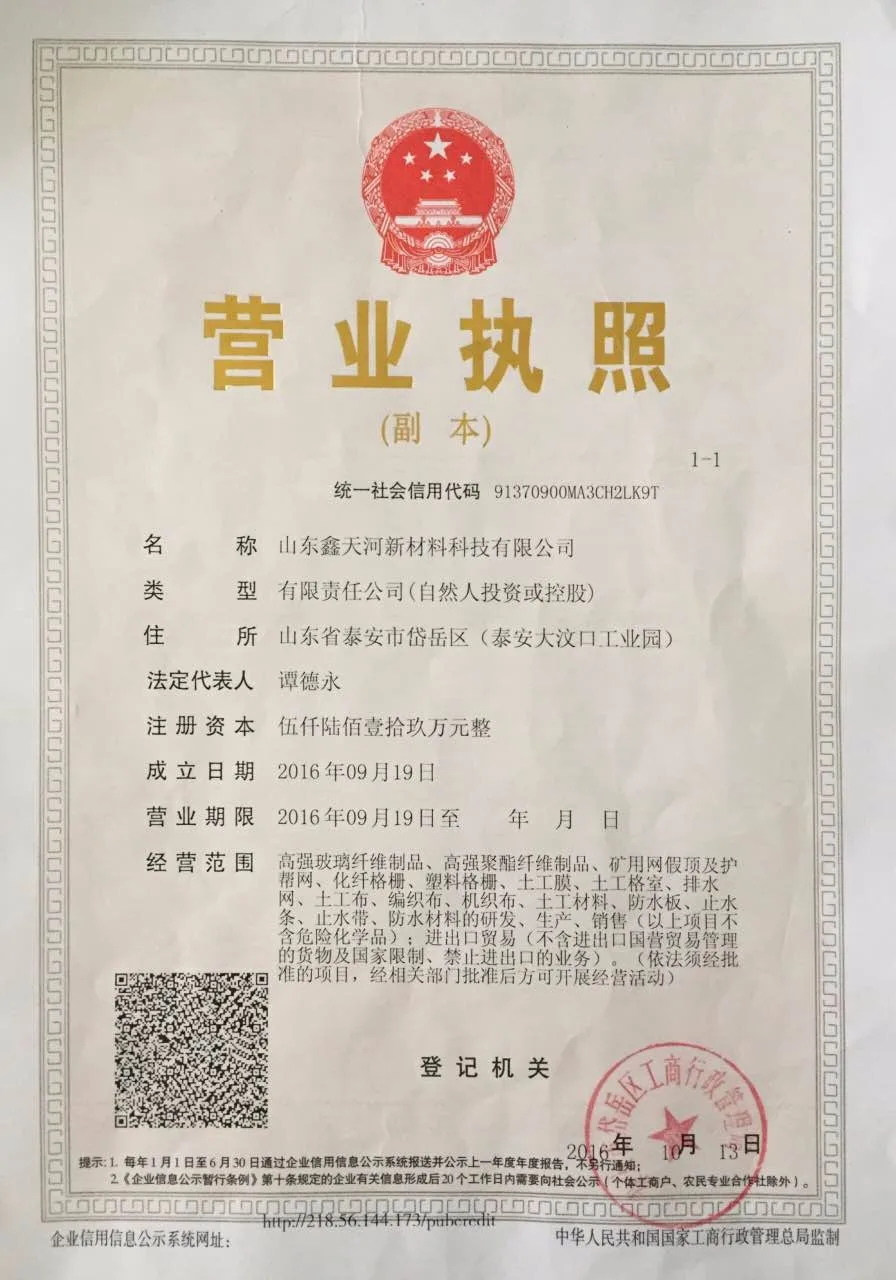 营业执照
(副 本)
1-1
统一社会信用代码 91370900MA3CH2LK9T
名 称 山东鑫天河新材料科技有限公司
类 型 有限责任公司(自然人投资或控股)
住 所 山东省泰安市岱岳区（泰安大汶口工业园）
法定代表人 谭德永
注册资本 伍仟陆佰壹拾玖万元整
成立日期 2016年09月19日
营业期限 2016年09月19日至 年 月 日
经营范围 高强玻璃纤维制品、高强聚酯纤维制品、矿用网假顶及护
帮网、化纤格栅、塑料格栅、土工膜、土工格室、排水
网、土工布、编织布、机织布、土工材料、防水板、止水
条、止水带、防水材料的研发、生产、销售（以上项目不
含危险化学品）；进出口贸易（不含进出口国营贸易管理
的货物及国家限制、禁止进出口的业务）。（依法须经批
准的项目，经相关部门批准后方可开展经营活动）
登记机关
岱岳区工商行政管理局
2016年 10月 13日
提示：1. 每年1月1日至6月30日通过企业信用信息公示系统报送并公示上一年度年度报告，不另行通知；
2.《企业信息公示暂行条例》第十条规定的企业有关信息形成后20个工作日内需要向社会公示（个体工商户、农民专业合作社除外）。
http://218.56.144.173/pubcredit
企业信用信息公示系统网址：
中华人民共和国国家工商行政管理总局监制